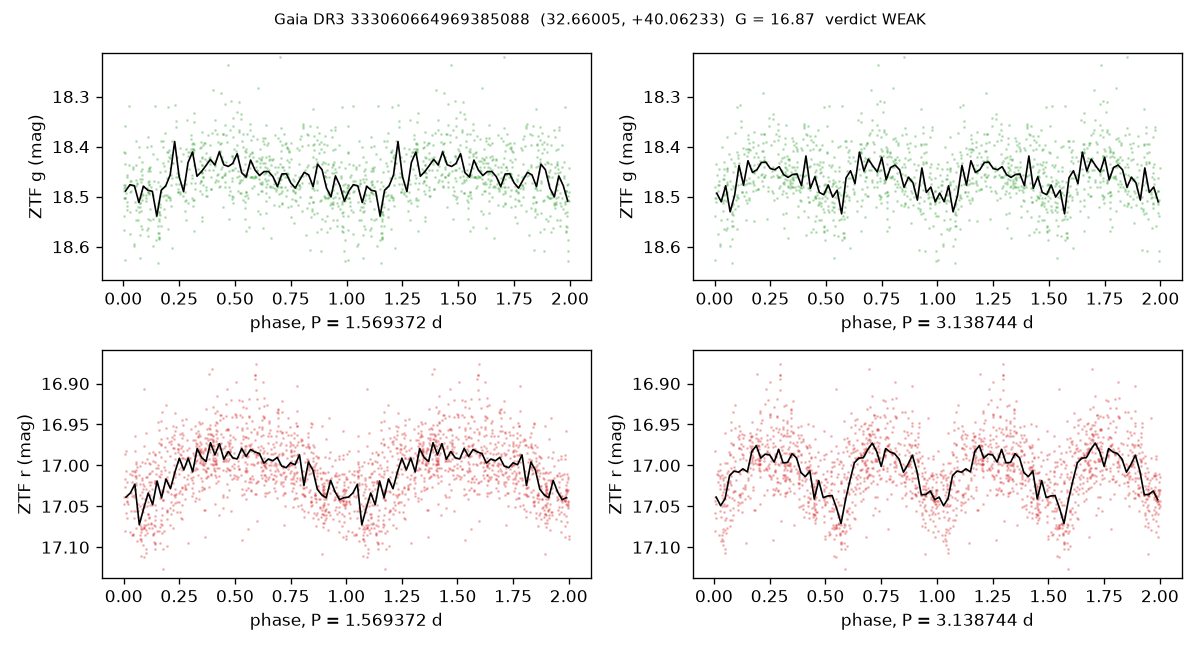 Gaia DR3 333060664969385088  (32.66005, +40.06233)  G = 16.87  verdict WEAK
ZTF g (mag)
18.3
18.4
18.5
18.6
0.00 0.25 0.50 0.75 1.00 1.25 1.50 1.75 2.00
phase, P = 1.569372 d
ZTF g (mag)
18.3
18.4
18.5
18.6
0.00 0.25 0.50 0.75 1.00 1.25 1.50 1.75 2.00
phase, P = 3.138744 d
ZTF r (mag)
16.90
16.95
17.00
17.05
17.10
0.00 0.25 0.50 0.75 1.00 1.25 1.50 1.75 2.00
phase, P = 1.569372 d
ZTF r (mag)
16.90
16.95
17.00
17.05
17.10
0.00 0.25 0.50 0.75 1.00 1.25 1.50 1.75 2.00
phase, P = 3.138744 d